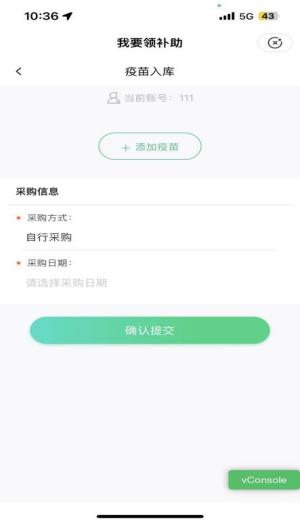 10:36
5G 43
我要领补助
疫苗入库
当前账号：111
+ 添加疫苗
采购信息
* 采购方式：
自行采购
* 采购日期：
请选择采购日期
确认提交
vConsole